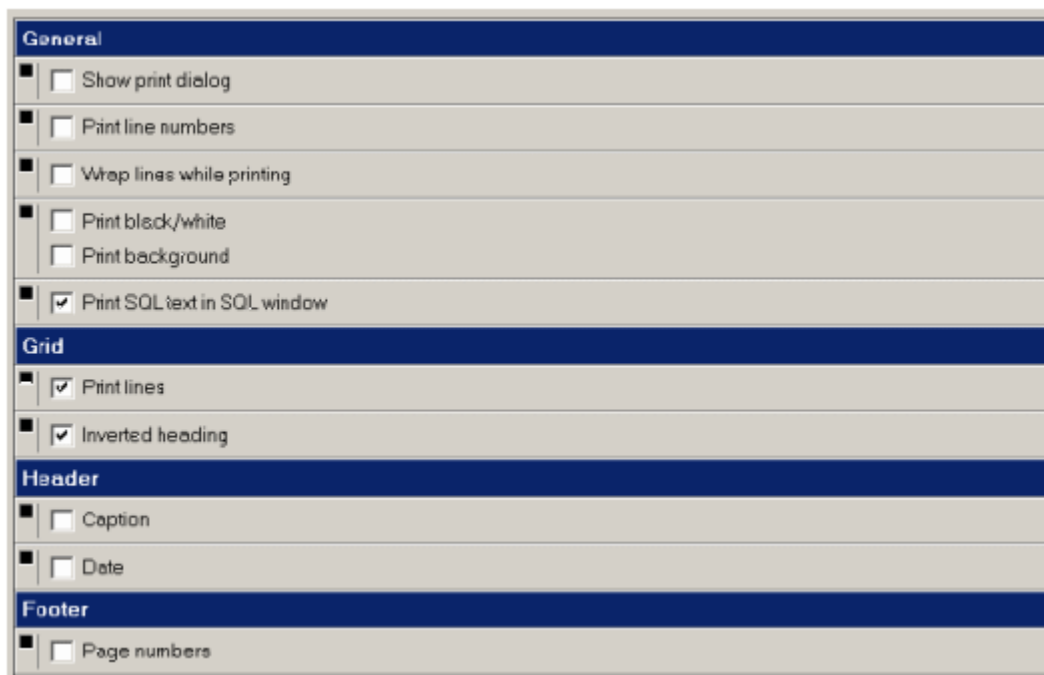 General
Show print dialog
Print line numbers
Wrap lines while printing
Print black/white
Print background
Print SQL text in SQL window
Grid
Print lines
Inverted heading
Header
Caption
Date
Footer
Page numbers